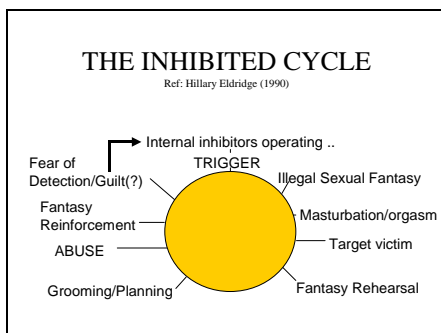 THE INHIBITED CYCLE
Ref: Hillary Eldridge (1990)
Internal inhibitors operating ..
TRIGGER
Illegal Sexual Fantasy
Masturbation/orgasm
Target victim
Fantasy Rehearsal
Grooming/Planning
ABUSE
Fantasy
Reinforcement
Fear of
Detection/Guilt(?)